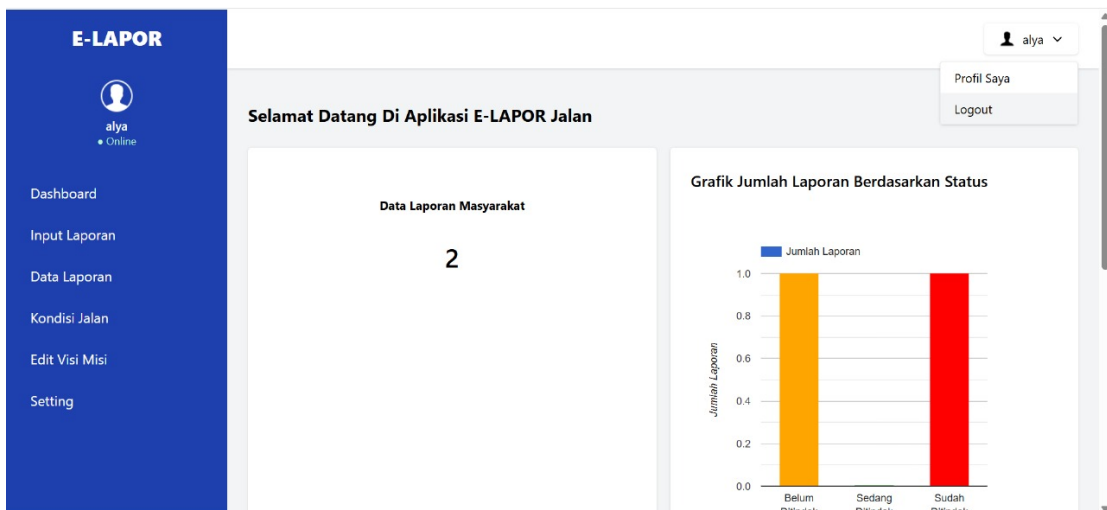 E-LAPOR
alya
• Online
Dashboard
Input Laporan
Data Laporan
Kondisi Jalan
Edit Visi Misi
Setting
alya
Profil Saya
Logout
Selamat Datang Di Aplikasi E-LAPOR Jalan
Data Laporan Masyarakat
2
Grafik Jumlah Laporan Berdasarkan Status
Jumlah Laporan
Jumlah Laporan
1.0
0.8
0.6
0.4
0.2
0.0
Belum
Sedang
Sudah